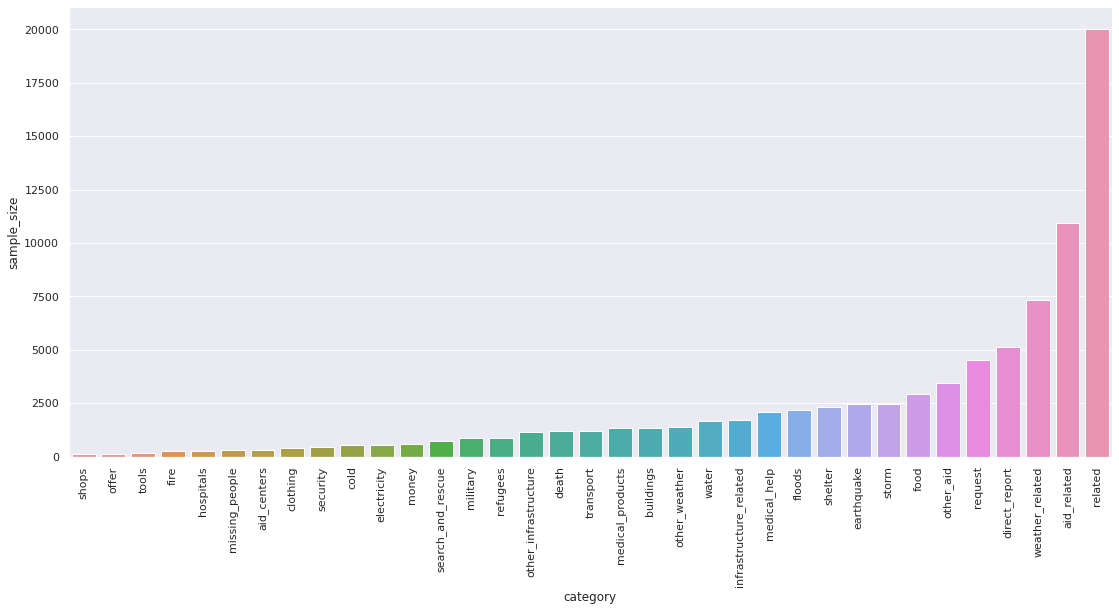 20000
17500
15000
12500
10000
7500
5000
2500
0
sample_size
shops
offer
tools
fire
hospitals
missing_people
aid_centers
clothing
security
cold
electricity
money
search_and_rescue
military
refugees
other_infrastructure
death
transport
medical_products
buildings
other_weather
water
infrastructure_related
medical_help
floods
shelter
earthquake
storm
food
other_aid
request
direct_report
weather_related
aid_related
related
category